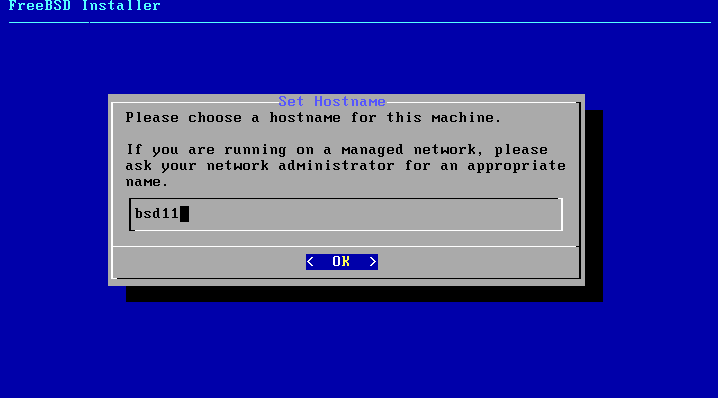 FreeBSD Installer
Set Hostname
Please choose a hostname for this machine.
If you are running on a managed network, please
ask your network administrator for an appropriate
name.
bsd11
< OK >